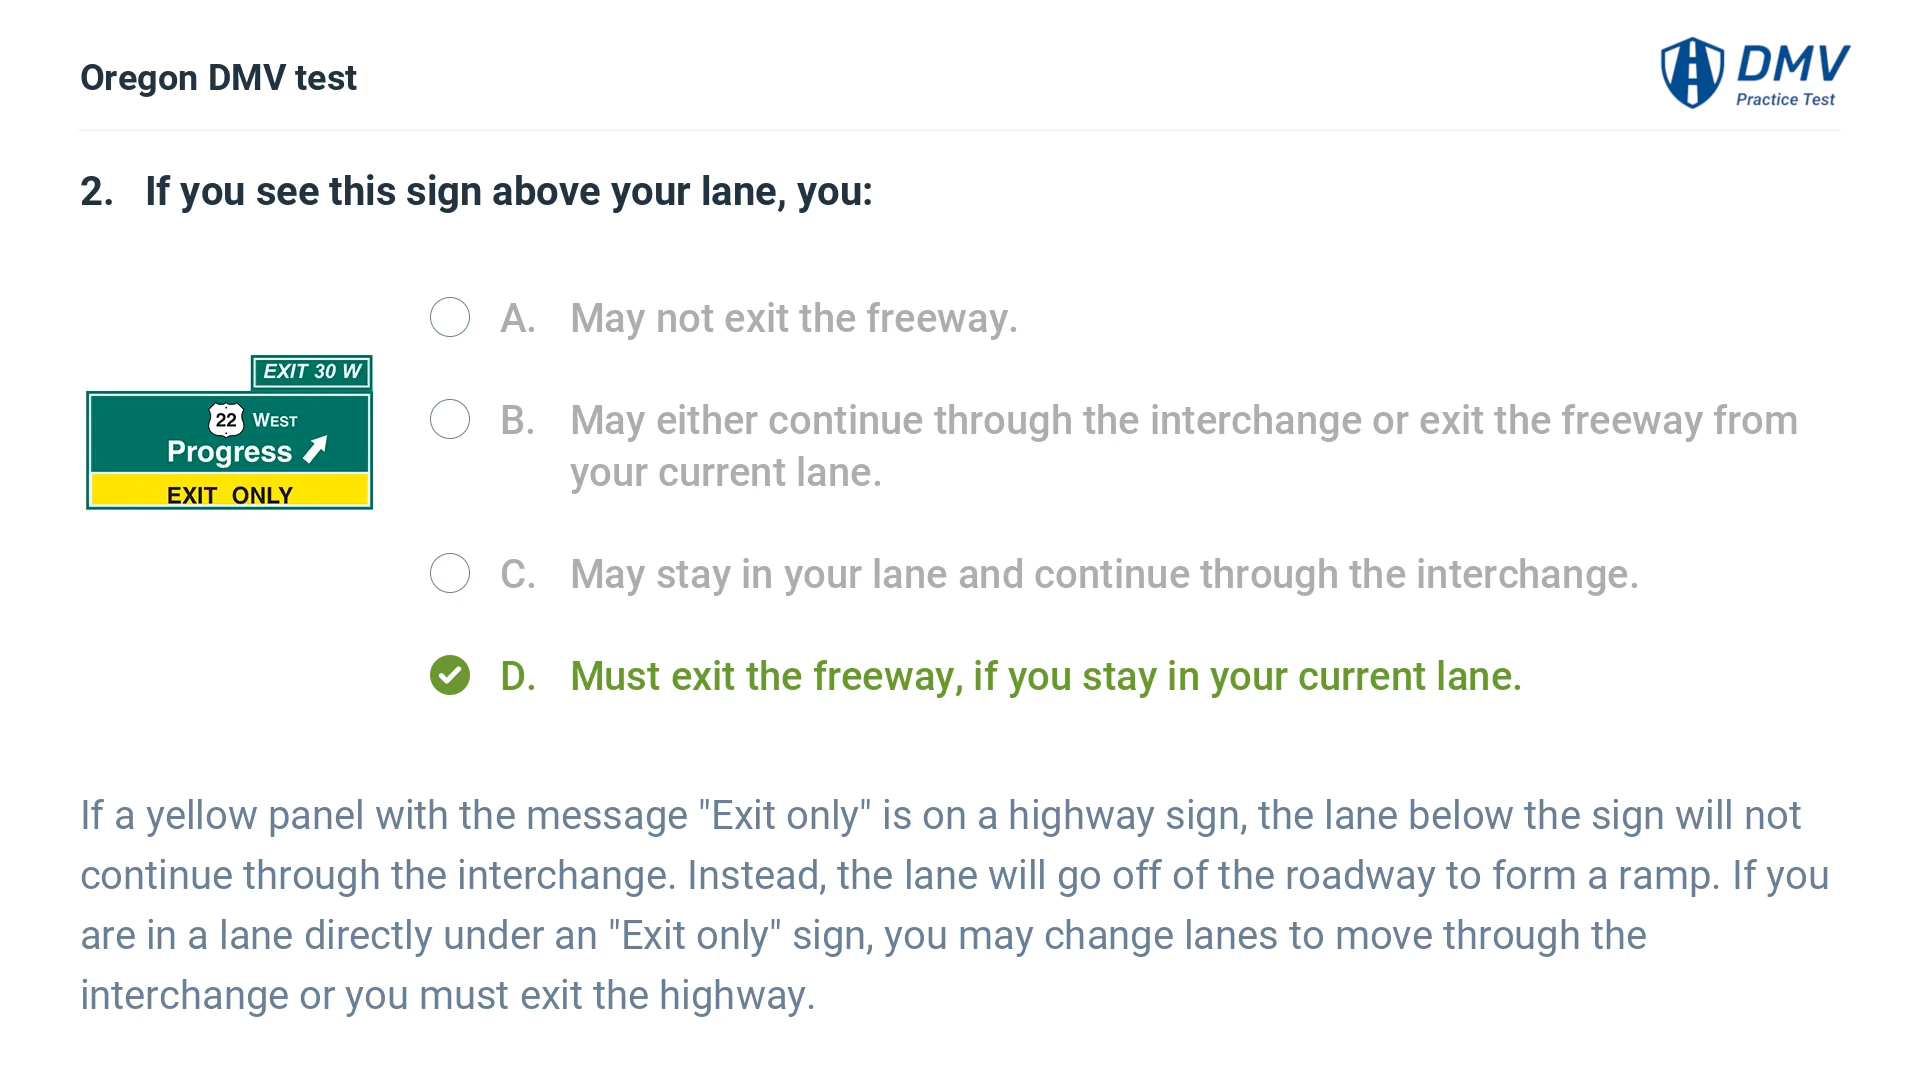 Oregon DMV test
DMV
Practice Test
2. If you see this sign above your lane, you:
EXIT 30 W
22 WEST
Progress
EXIT ONLY
A. May not exit the freeway.
B. May either continue through the interchange or exit the freeway from
your current lane.
C. May stay in your lane and continue through the interchange.
D. Must exit the freeway, if you stay in your current lane.
If a yellow panel with the message "Exit only" is on a highway sign, the lane below the sign will not
continue through the interchange. Instead, the lane will go off of the roadway to form a ramp. If you
are in a lane directly under an "Exit only" sign, you may change lanes to move through the
interchange or you must exit the highway.